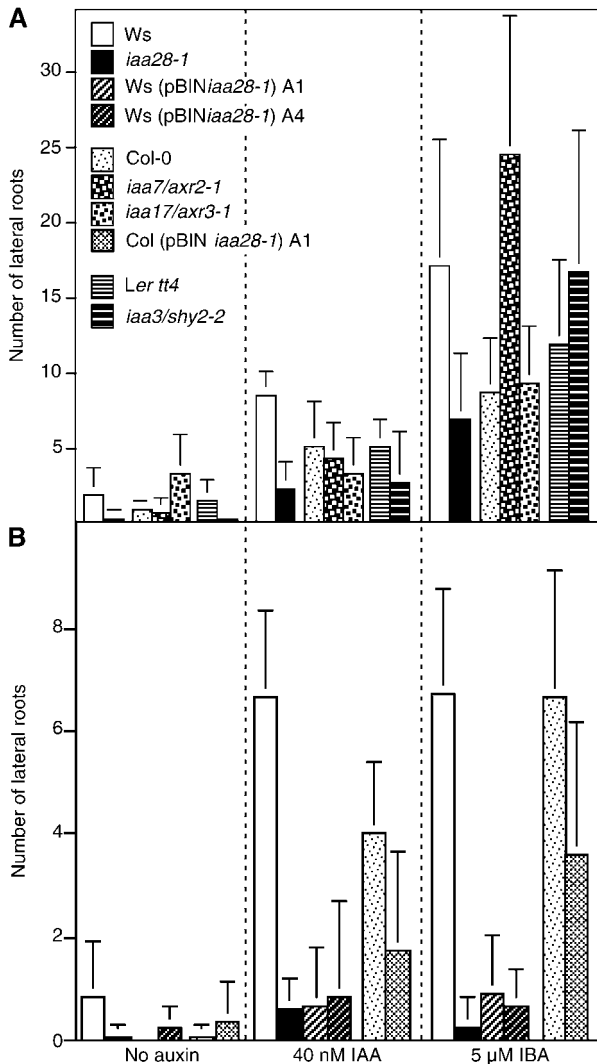 A
Number of lateral roots
30
25
20
15
10
5
Ws
iaa28-1
Ws (pBINiaa28-1) A1
Ws (pBINiaa28-1) A4
Col-0
iaa7/axr2-1
iaa17/axr3-1
Col (pBIN iaa28-1) A1
Ler tt4
iaa3/shy2-2
B
Number of lateral roots
8
6
4
2
0
No auxin
40 nM IAA
5 µM IBA